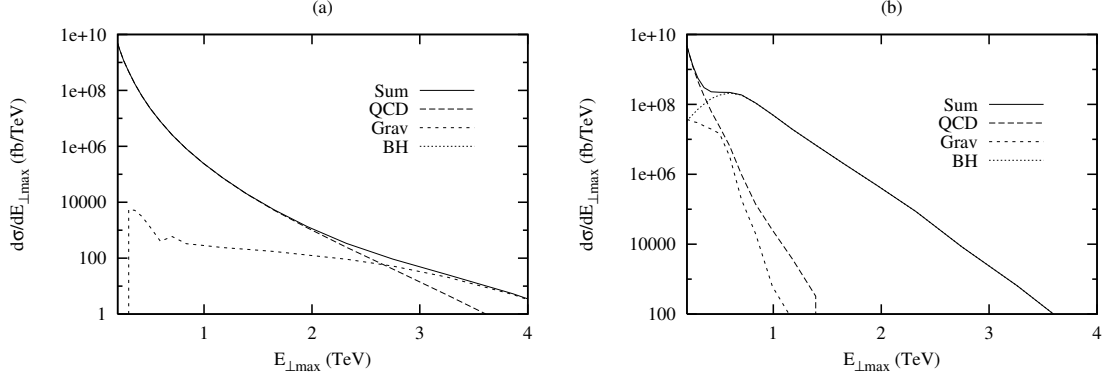 (a)
1e+10
1e+08
1e+06
10000
100
1
dσ/dE⊥max (fb/TeV)
Sum
QCD
Grav
BH
1 2 3 4
E⊥max (TeV)
(b)
1e+10
1e+08
1e+06
10000
100
dσ/dE⊥max (fb/TeV)
Sum
QCD
Grav
BH
1 2 3 4
E⊥max (TeV)